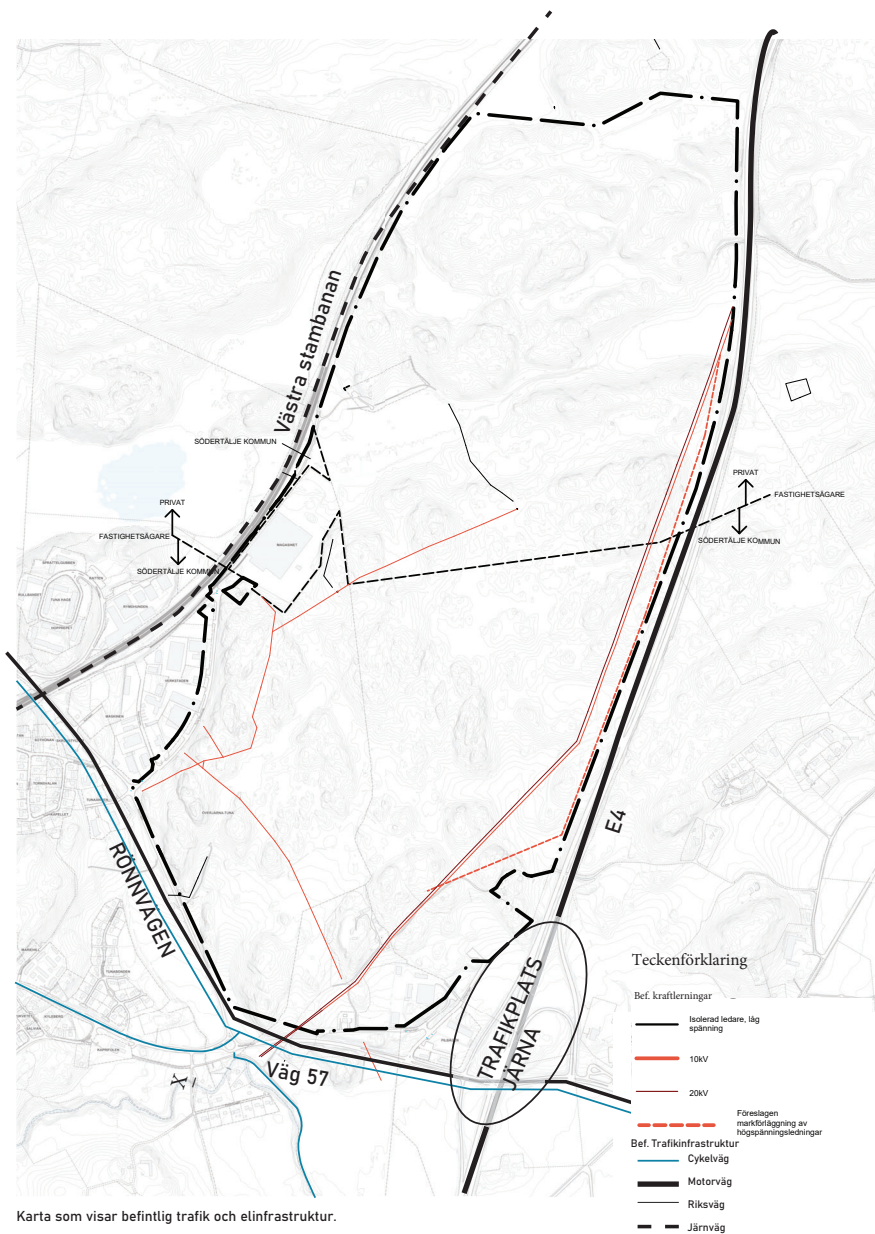 Västra stambanan
SÖDERTÄLJE KOMMUN
PRIVAT
FASTIGHETSÄGARE
SÖDERTÄLJE KOMMUN
PRIVAT
FASTIGHETSÄGARE
SÖDERTÄLJE KOMMUN
E4
RÖNNVAGEN
TRAFIKPLATS
JÄRNA
Väg 57
X
Teckenförklaring
Bef. kraftlerningar
Isolerad ledare, låg
spänning
10kV
20kV
Föreslagen
markförläggning av
högspänningsledningar
Bef. Trafikinfrastruktur
Cykelväg
Motorväg
Riksväg
Järnväg
Karta som visar befintlig trafik och elinfrastruktur.